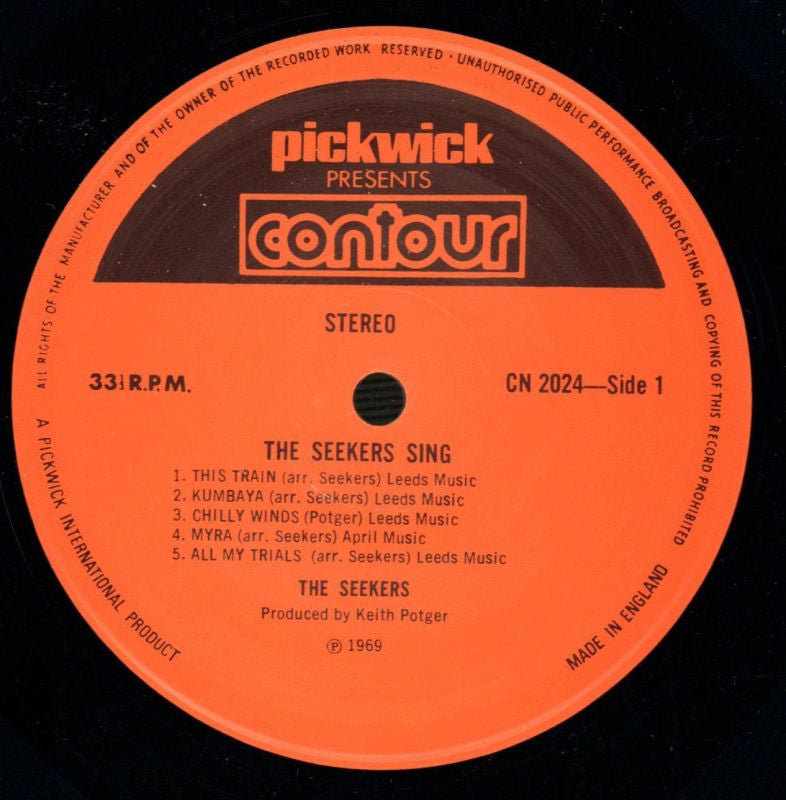 ALL RIGHTS OF THE MANUFACTURER AND OF THE OWNER OF THE RECORDED WORK RESERVED · UNAUTHORISED PUBLIC PERFORMANCE BROADCASTING AND COPYING OF THIS RECORD PROHIBITED
pickwick
PRESENTS
contour
STEREO
33⅓ R.P.M.
CN 2024—Side 1
THE SEEKERS SING
1. THIS TRAIN (arr. Seekers) Leeds Music
2. KUMBAYA (arr. Seekers) Leeds Music
3. CHILLY WINDS (Potger) Leeds Music
4. MYRA (arr. Seekers) April Music
5. ALL MY TRIALS (arr. Seekers) Leeds Music
THE SEEKERS
Produced by Keith Potger
℗ 1969
A PICKWICK INTERNATIONAL PRODUCT
MADE IN ENGLAND